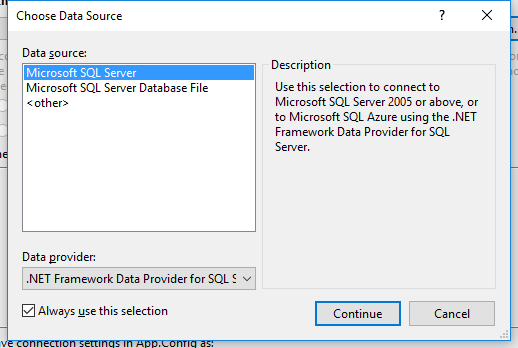 Choose Data Source
?
Data source:
Microsoft SQL Server
Microsoft SQL Server Database File
<other>
Description
Use this selection to connect to
Microsoft SQL Server 2005 or above, or
to Microsoft SQL Azure using the .NET
Framework Data Provider for SQL
Server.
Data provider:
.NET Framework Data Provider for SQL S
Always use this selection
Continue
Cancel
ve connection settings in App.Config as: